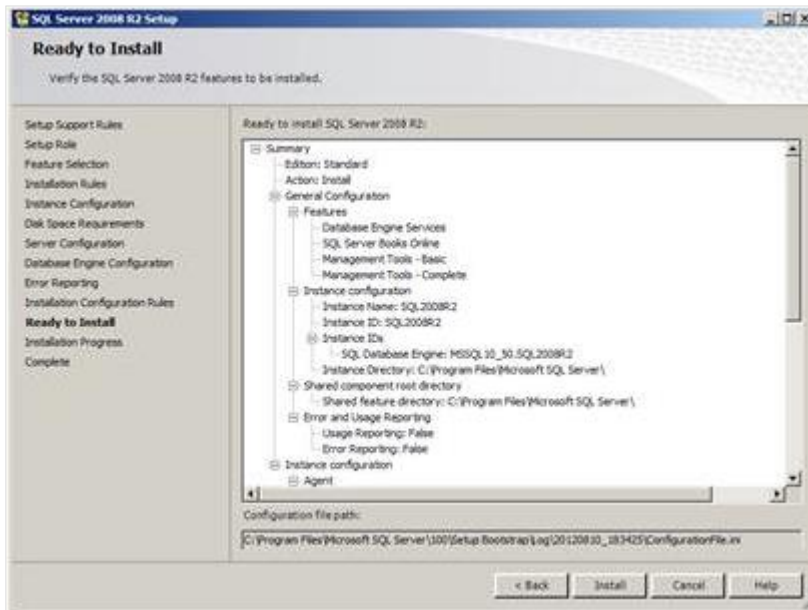 SQL Server 2008 R2 Setup
Ready to Install
Verify the SQL Server 2008 R2 features to be installed.
Setup Support Rules
Setup Role
Feature Selection
Installation Rules
Instance Configuration
Disk Space Requirements
Server Configuration
Database Engine Configuration
Error Reporting
Installation Configuration Rules
Ready to Install
Installation Progress
Complete
Ready to install SQL Server 2008 R2:
Summary
Edition: Standard
Action: Install
General Configuration
Features
Database Engine Services
SQL Server Books Online
Management Tools - Basic
Management Tools - Complete
Instance configuration
Instance Name: SQL2008R2
Instance ID: SQL2008R2
Instance IDs
SQL Database Engine: MSSQL10_50.SQL2008R2
Instance Directory: C:\Program Files\Microsoft SQL Server\
Shared component root directory
Shared feature directory: C:\Program Files\Microsoft SQL Server\
Error and Usage Reporting
Usage Reporting: False
Error Reporting: False
Instance configuration
Agent
Configuration file path:
C:\Program Files\Microsoft SQL Server\100\Setup Bootstrap\Log\20120810_183425\ConfigurationFile.ini
< Back
Install
Cancel
Help